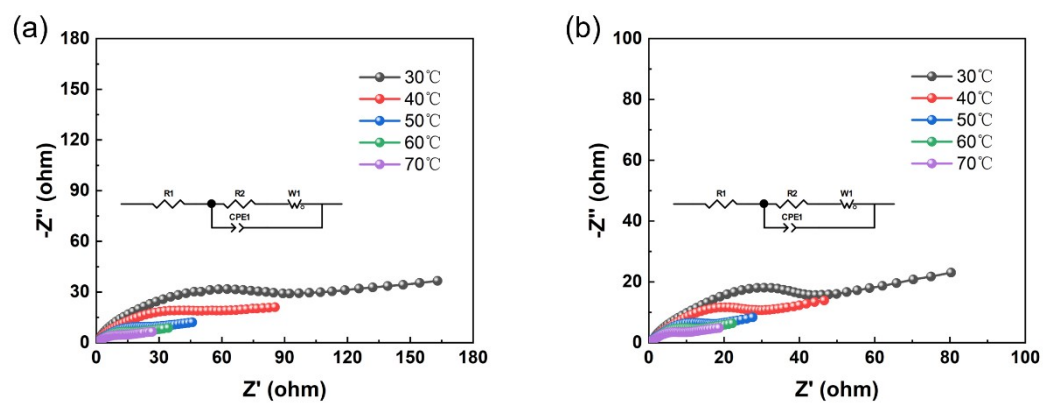 (a)
180
150
120
90
60
30
0
-Z'' (ohm)
0 30 60 90 120 150 180
Z' (ohm)
30℃
40℃
50℃
60℃
70℃
R1
R2
W1
CPE1
(b)
100
80
60
40
20
0
-Z'' (ohm)
0 20 40 60 80 100
Z' (ohm)
30℃
40℃
50℃
60℃
70℃
R1
R2
W1
CPE1